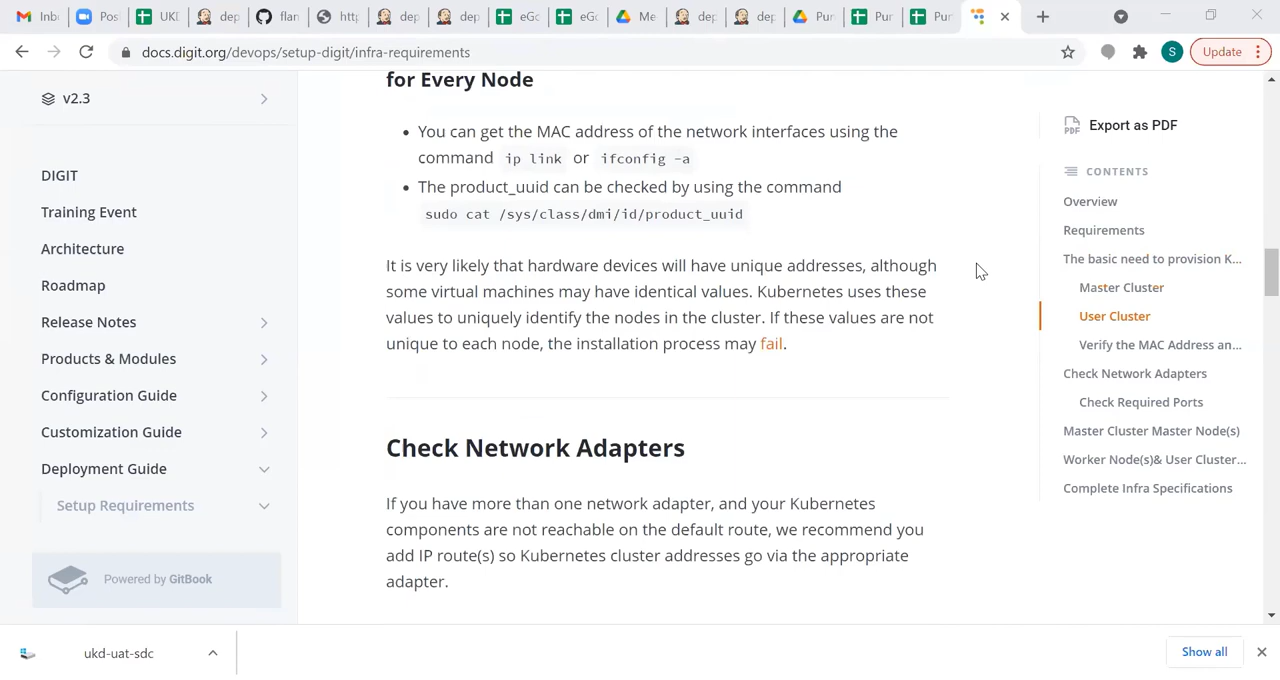 Inb
Pos
UKI
dep
flan
http
dep
dep
eGo
eGo
Me
dep
dep
Pur
Pur
Pur
docs.digit.org/devops/setup-digit/infra-requirements
S
Update
v2.3
DIGIT
Training Event
Architecture
Roadmap
Release Notes
Products & Modules
Configuration Guide
Customization Guide
Deployment Guide
Setup Requirements
Powered by GitBook
for Every Node
• You can get the MAC address of the network interfaces using the
command ip link or ifconfig -a
• The product_uuid can be checked by using the command
sudo cat /sys/class/dmi/id/product_uuid
It is very likely that hardware devices will have unique addresses, although
some virtual machines may have identical values. Kubernetes uses these
values to uniquely identify the nodes in the cluster. If these values are not
unique to each node, the installation process may fail.
Check Network Adapters
If you have more than one network adapter, and your Kubernetes
components are not reachable on the default route, we recommend you
add IP route(s) so Kubernetes cluster addresses go via the appropriate
adapter.
PDF
Export as PDF
CONTENTS
Overview
Requirements
The basic need to provision K...
Master Cluster
User Cluster
Verify the MAC Address an...
Check Network Adapters
Check Required Ports
Master Cluster Master Node(s)
Worker Node(s)& User Cluster...
Complete Infra Specifications
ukd-uat-sdc
Show all